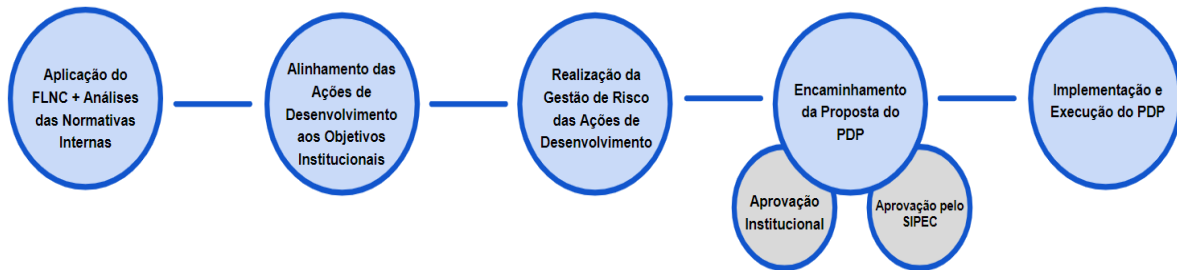 Aplicação do
FLNC + Análises
das Normativas
Internas
Alinhamento das
Ações de
Desenvolvimento
aos Objetivos
Institucionais
Realização da
Gestão de Risco
das Ações de
Desenvolvimento
Encaminhamento
da Proposta do
PDP
Aprovação
Institucional
Aprovação pelo
SIPEC
Implementação e
Execução do PDP